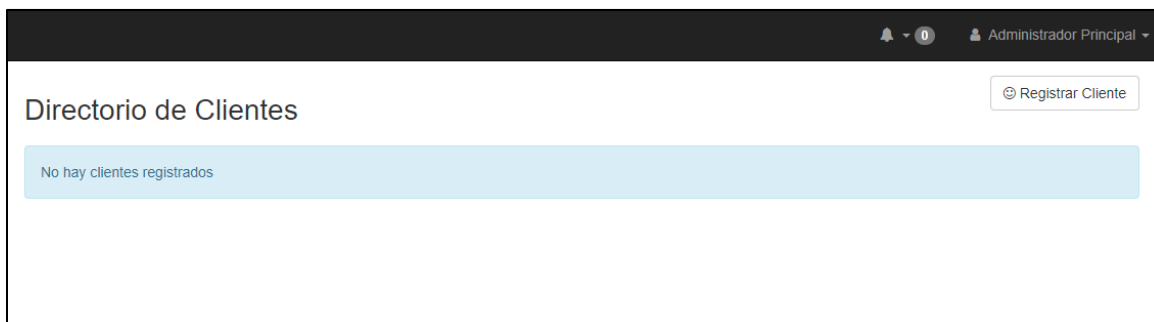 0 Administrador Principal
Registrar Cliente
Directorio de Clientes
No hay clientes registrados